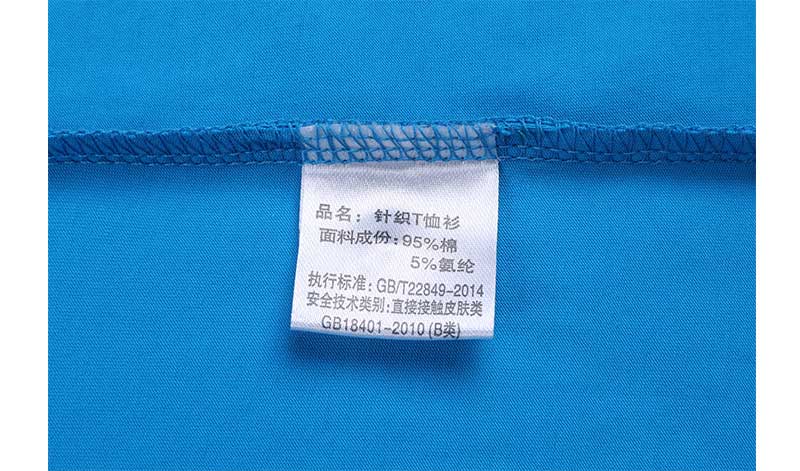 品名：针织T恤衫
面料成份：95%棉
5%氨纶
执行标准：GB/T22849-2014
安全技术类别：直接接触皮肤类
GB18401-2010 (B类)